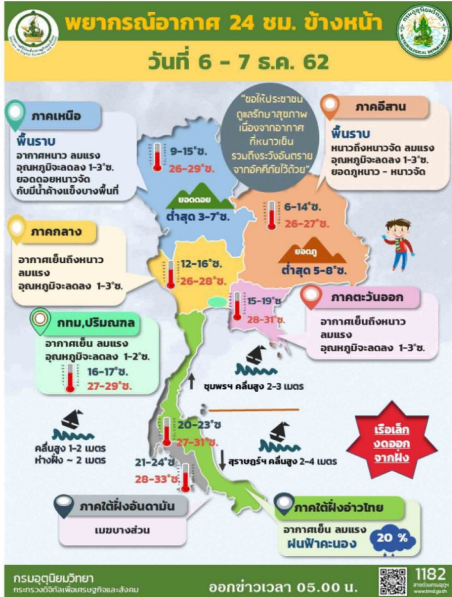 พยากรณ์อากาศ 24 ชม. ข้างหน้า
วันที่ 6 - 7 ธ.ค. 62
ภาคเหนือ
พื้นราบ
อากาศหนาว ลมแรง
อุณหภูมิจะลดลง 1-3°ซ.
ยอดดอยหนาวจัด
กับมีน้ำค้างแข็งบางพื้นที่
9-15°ซ.
26-29°ซ.
ยอดดอย
ต่ำสุด 3-7°ซ.
"ขอให้ประชาชน
ดูแลรักษาสุขภาพ
เนื่องจากอากาศ
ที่หนาวเย็น
รวมถึงระวังอันตราย
จากอัคคีภัยไว้ด้วย"
ภาคอีสาน
พื้นราบ
หนาวถึงหนาวจัด ลมแรง
อุณหภูมิจะลดลง 1-3°ซ.
ยอดภูหนาว - หนาวจัด
6-14°ซ.
26-27°ซ.
ยอดภู
ต่ำสุด 5-8°ซ.
ภาคกลาง
อากาศเย็นถึงหนาว
ลมแรง
อุณหภูมิจะลดลง 1-3°ซ.
12-16°ซ.
26-28°ซ.
ภาคตะวันออก
อากาศเย็นถึงหนาว
ลมแรง
อุณหภูมิจะลดลง 1-3°ซ.
15-19°ซ
28-31°ซ.
กทม,ปริมณฑล
อากาศเย็น ลมแรง
อุณหภูมิจะลดลง 1-2°ซ.
16-17°ซ.
27-29°ซ.
ชุมพรฯ คลื่นสูง 2-3 เมตร
คลื่นสูง 1-2 เมตร
ห่างฝั่ง ~ 2 เมตร
20-23°ซ
27-31°ซ.
สุราษฎร์ฯ คลื่นสูง 2-4 เมตร
21-24°ซ
28-33°ซ.
เรือเล็ก
งดออก
จากฝั่ง
ภาคใต้ฝั่งอันดามัน
เมฆบางส่วน
ภาคใต้ฝั่งอ่าวไทย
อากาศเย็น ลมแรง
ฝนฟ้าคะนอง
20 %
กรมอุตุนิยมวิทยา
กระทรวงดิจิทัลเพื่อเศรษฐกิจและสังคม
ออกข่าวเวลา 05.00 น.
1182
www.tmd.go.th